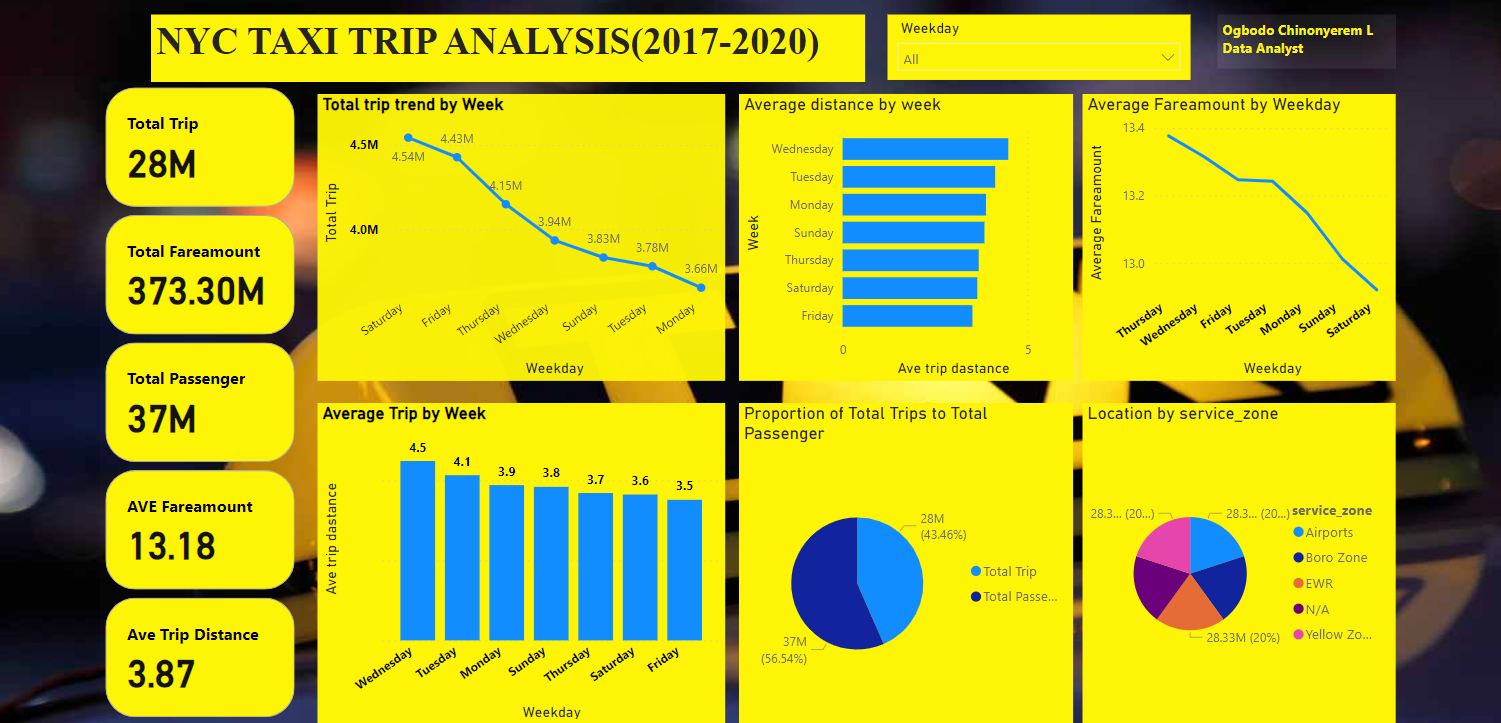 NYC TAXI TRIP ANALYSIS(2017-2020)
Weekday
All
Ogbodo Chinonyerem L
Data Analyst
Total Trip
28M
Total Fareamount
373.30M
Total Passenger
37M
AVE Fareamount
13.18
Ave Trip Distance
3.87
Total trip trend by Week
Total Trip
4.5M
4.0M
4.54M
4.43M
4.15M
3.94M
3.83M
3.78M
3.66M
Saturday
Friday
Thursday
Wednesday
Sunday
Tuesday
Monday
Weekday
Average distance by week
Week
Wednesday
Tuesday
Monday
Sunday
Thursday
Saturday
Friday
0
5
Ave trip dastance
Average Fareamount by Weekday
Average Fareamount
13.4
13.2
13.0
Thursday
Wednesday
Friday
Tuesday
Monday
Sunday
Saturday
Weekday
Average Trip by Week
Ave trip dastance
4.5
4.1
3.9
3.8
3.7
3.6
3.5
Wednesday
Tuesday
Monday
Sunday
Thursday
Saturday
Friday
Weekday
Proportion of Total Trips to Total
Passenger
28M
(43.46%)
37M
(56.54%)
Total Trip
Total Passe...
Location by service_zone
28.3... (20...)
28.3... (20...)
28.33M (20%)
service_zone
Airports
Boro Zone
EWR
N/A
Yellow Zo...